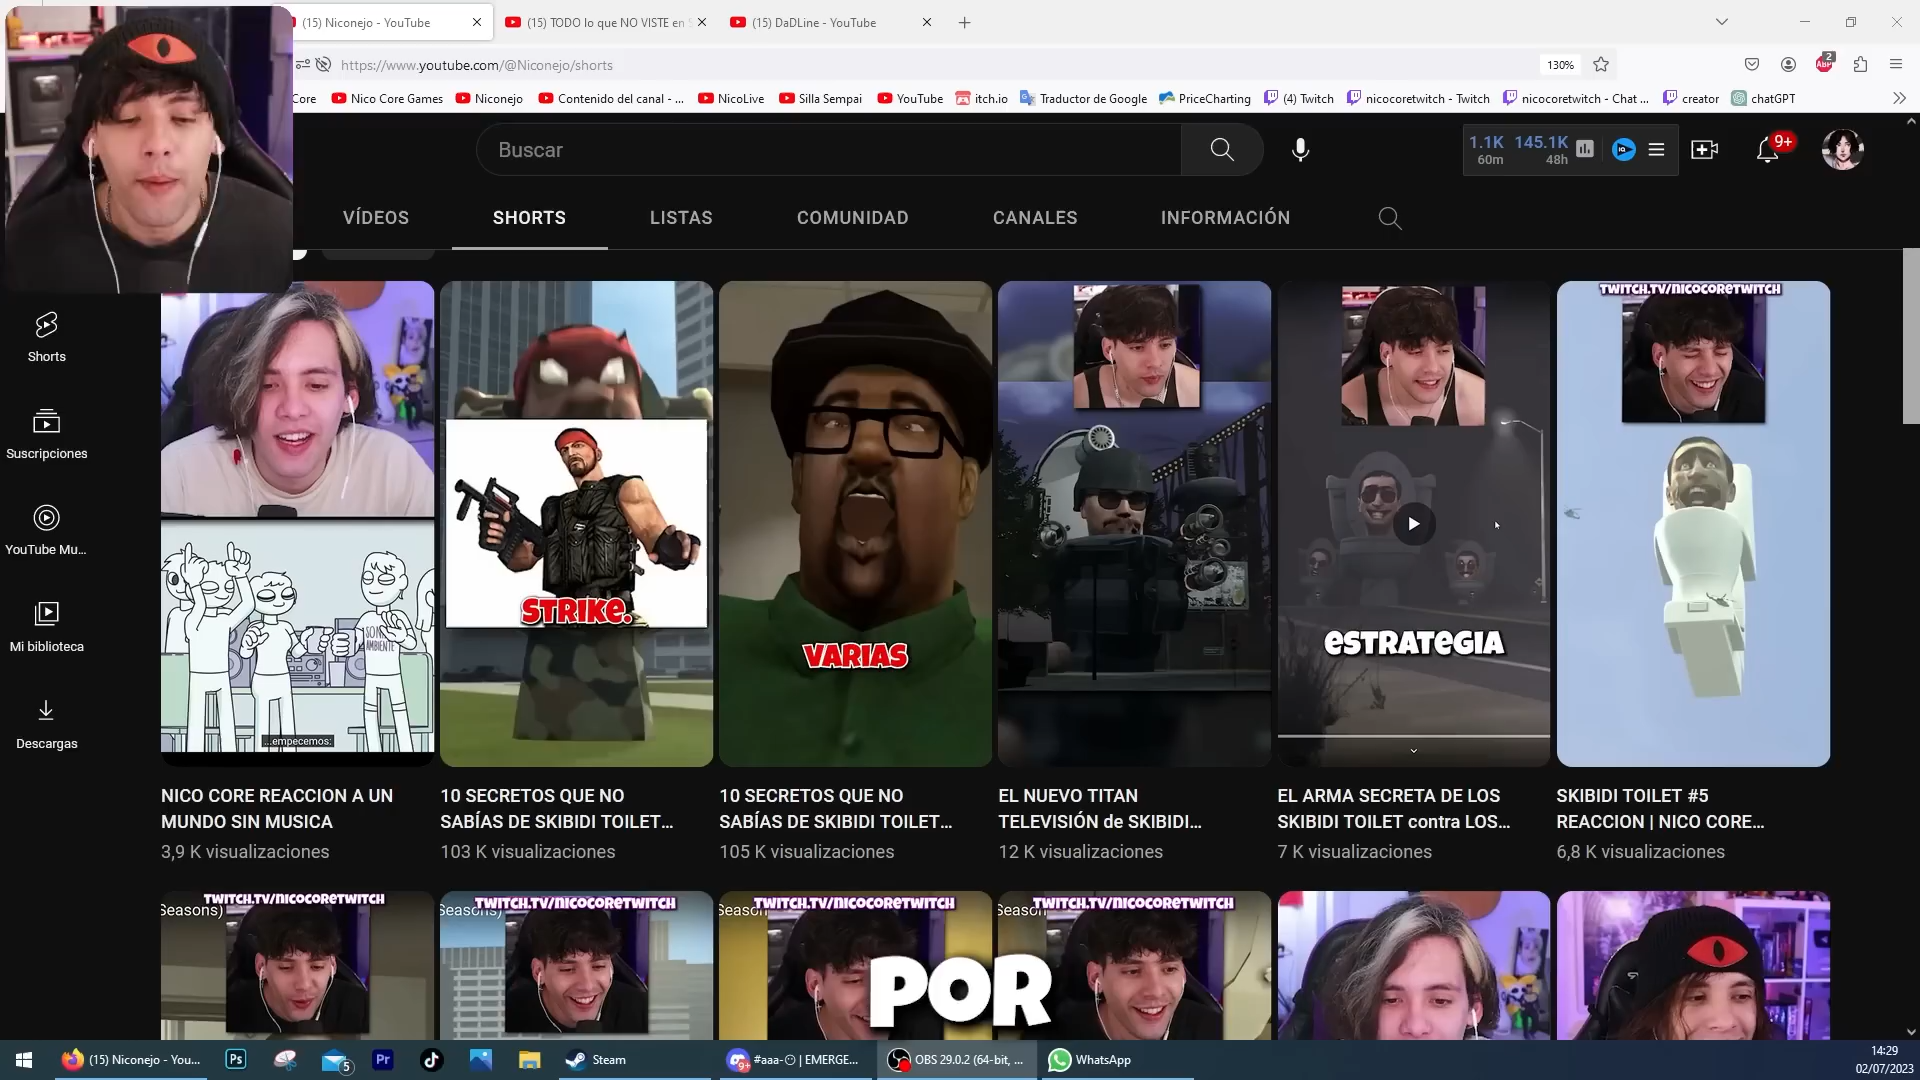 (15) Niconejo - YouTube
(15) TODO lo que NO VISTE en S
(15) DaDLine - YouTube
https://www.youtube.com/@Niconejo/shorts
130%
2
ABP
Core
Nico Core Games
Niconejo
Contenido del canal - ...
NicoLive
Silla Sempai
YouTube
itch.io
Traductor de Google
PriceCharting
(4) Twitch
nicocoretwitch - Twitch
nicocoretwitch - Chat ...
creator
chatGPT
Buscar
1.1K 145.1K
60m 48h
9+
VÍDEOS
SHORTS
LISTAS
COMUNIDAD
CANALES
INFORMACIÓN
Shorts
Suscripciones
YouTube Mu...
Mi biblioteca
Descargas
SON
AMBIENTE
...empecemos:
STRIKE.
VARIAS
ESTRATEGIA
TWITCH.TV/NICOCORETWITCH
NICO CORE REACCION A UN
MUNDO SIN MUSICA
3,9 K visualizaciones
10 SECRETOS QUE NO
SABÍAS DE SKIBIDI TOILET...
103 K visualizaciones
10 SECRETOS QUE NO
SABÍAS DE SKIBIDI TOILET...
105 K visualizaciones
EL NUEVO TITAN
TELEVISIÓN de SKIBIDI...
12 K visualizaciones
EL ARMA SECRETA DE LOS
SKIBIDI TOILET contra LOS...
7 K visualizaciones
SKIBIDI TOILET #5
REACCION | NICO CORE...
6,8 K visualizaciones
TWITCH.TV/NICOCORETWITCH
Seasons)
TWITCH.TV/NICOCORETWITCH
Seasons)
TWITCH.TV/NICOCORETWITCH
Season
TWITCH.TV/NICOCORETWITCH
Season
POR
(15) Niconejo - You...
Ps
5
Pr
Steam
9+
#aaa- | EMERGE...
OBS 29.0.2 (64-bit, ...
WhatsApp
14:29
02/07/2023